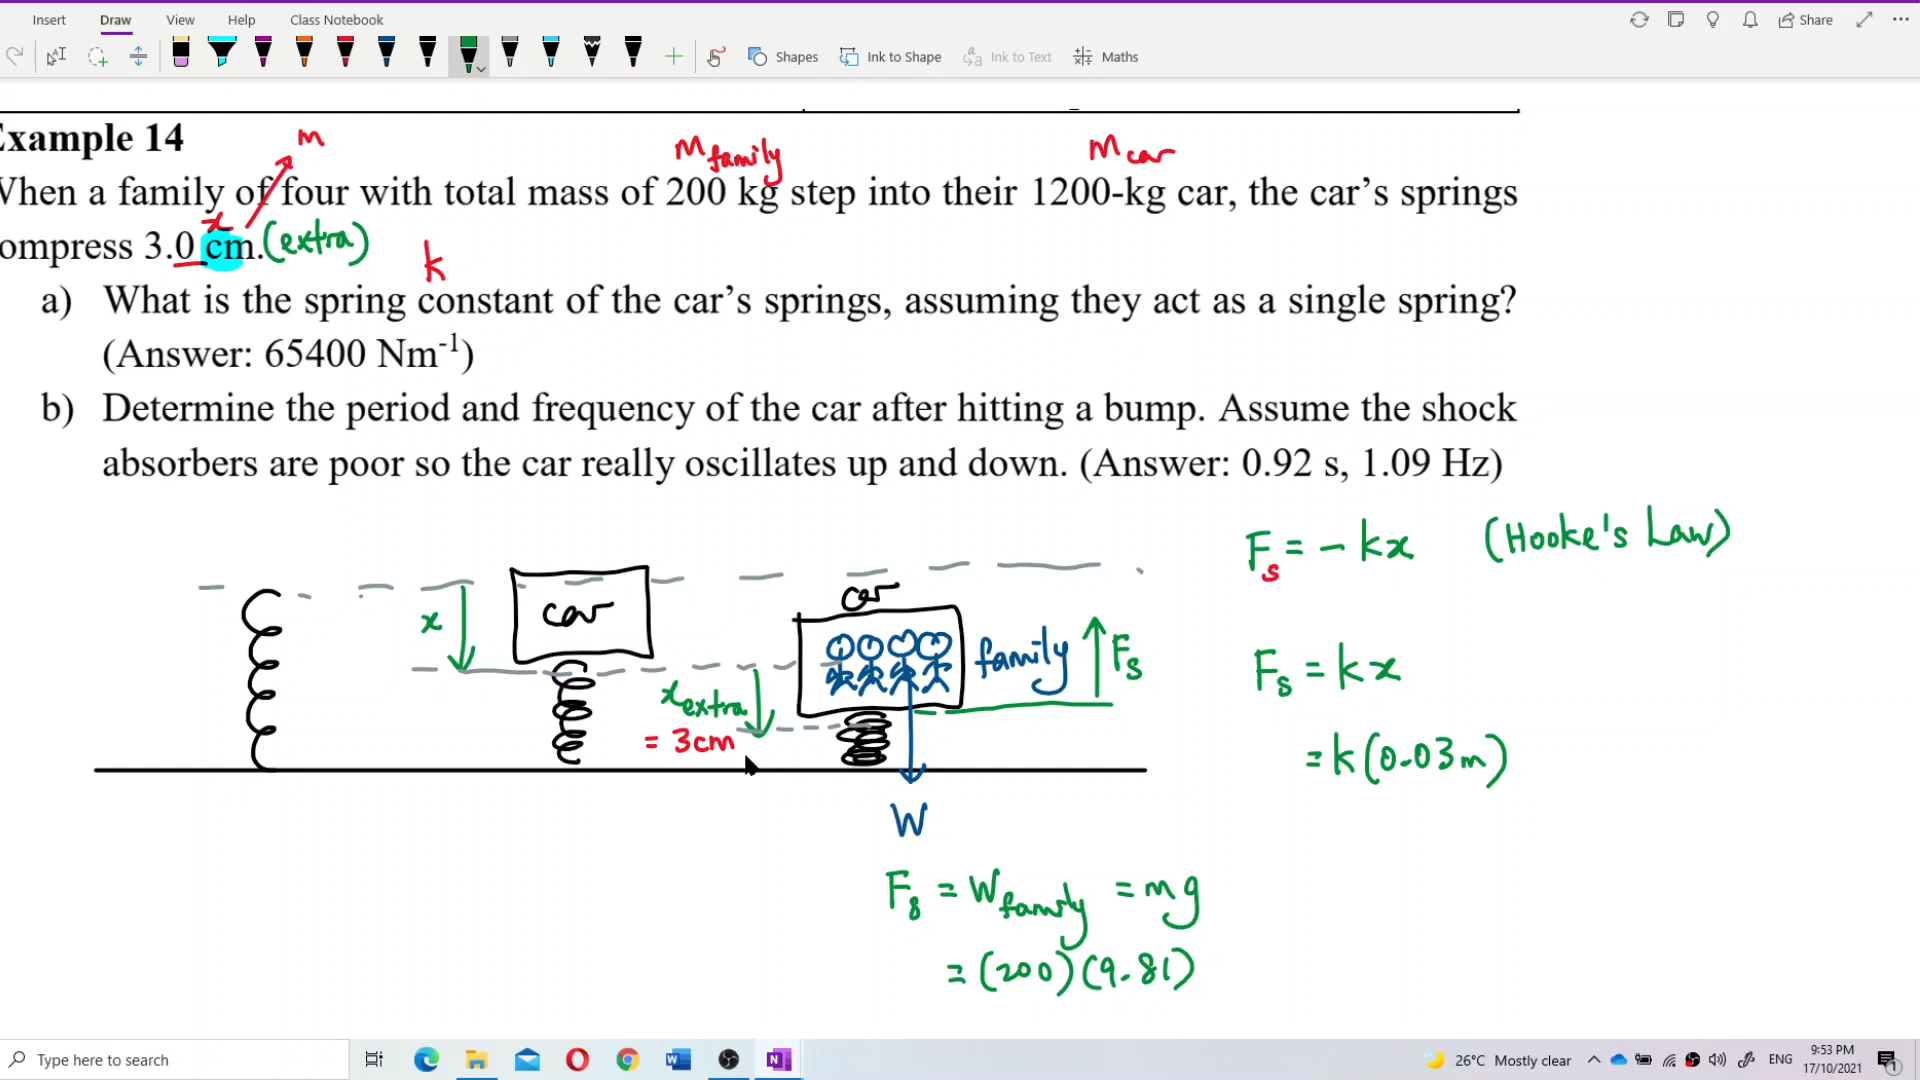 Insert Draw View Help Class Notebook Share
Shapes Ink to Shape Ink to Text Maths
Example 14
m
m family m car
When a family of four with total mass of 200 kg step into their 1200-kg car, the car's springs
x
compress 3.0 cm. (extra)
k
a) What is the spring constant of the car's springs, assuming they act as a single spring?
(Answer: 65400 Nm⁻¹)
b) Determine the period and frequency of the car after hitting a bump. Assume the shock
absorbers are poor so the car really oscillates up and down. (Answer: 0.92 s, 1.09 Hz)
Fs = - kx (Hooke's Law)
car
x car
family Fs
Fs = kx
x extra
= 3cm
= k(0.03m)
W
Fs = W family = mg
= (200)(9.81)
Type here to search
26°C Mostly clear ENG 9:53 PM
17/10/2021
1